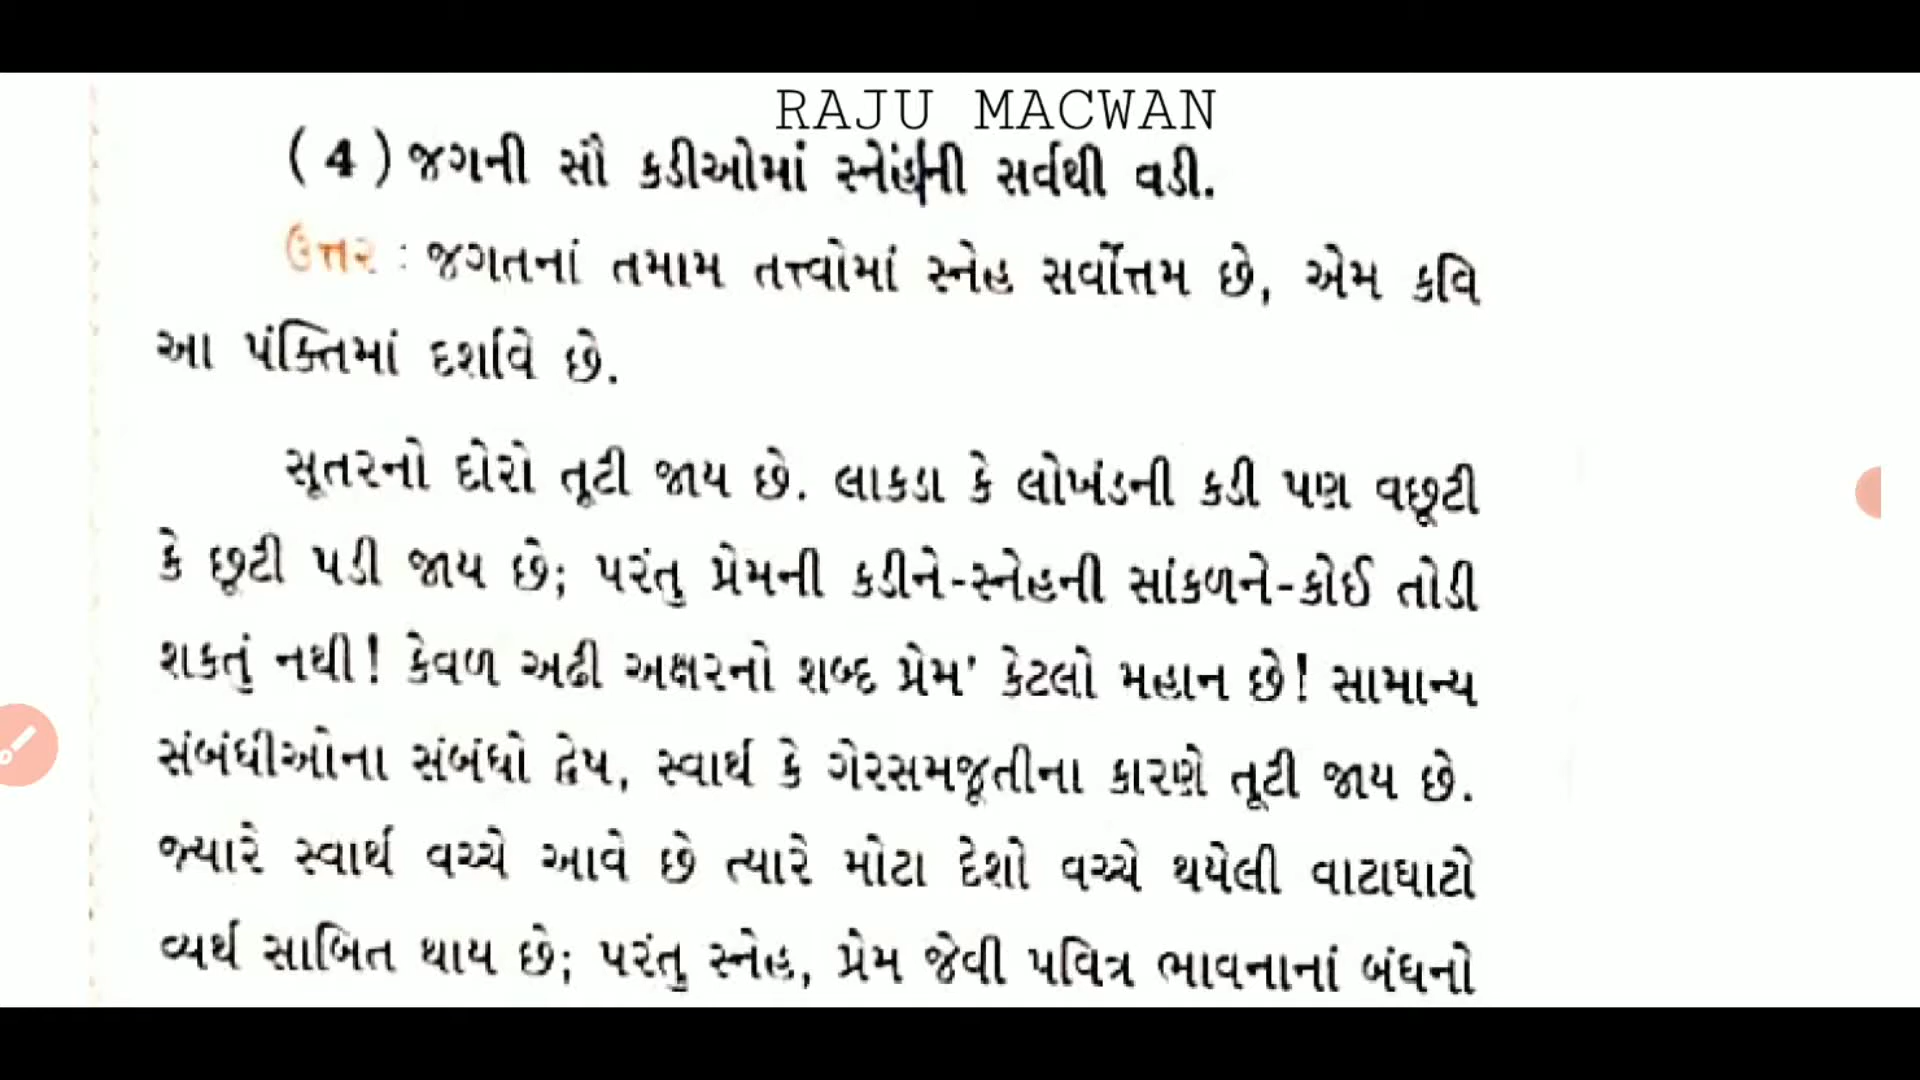 RAJU MACWAN
(4) જગની સૌ કડીઓમાં સ્નેહની સર્વથી વડી.
ઉત્તર : જગતનાં તમામ તત્ત્વોમાં સ્નેહ સર્વોત્તમ છે, એમ કવિ
આ પંક્તિમાં દર્શાવે છે.
સૂતરનો દોરો તૂટી જાય છે. લાકડા કે લોખંડની કડી પણ વછૂટી
કે છૂટી પડી જાય છે; પરંતુ પ્રેમની કડીને-સ્નેહની સાંકળને-કોઈ તોડી
શકતું નથી! કેવળ અઢી અક્ષરનો શબ્દ પ્રેમ' કેટલો મહાન છે! સામાન્ય
સંબંધીઓના સંબંધો દ્વેષ, સ્વાર્થ કે ગેરસમજૂતીના કારણે તૂટી જાય છે.
જ્યારે સ્વાર્થ વચ્ચે આવે છે ત્યારે મોટા દેશો વચ્ચે થયેલી વાટાઘાટો
વ્યર્થ સાબિત થાય છે; પરંતુ સ્નેહ, પ્રેમ જેવી પવિત્ર ભાવનાનાં બંધનો